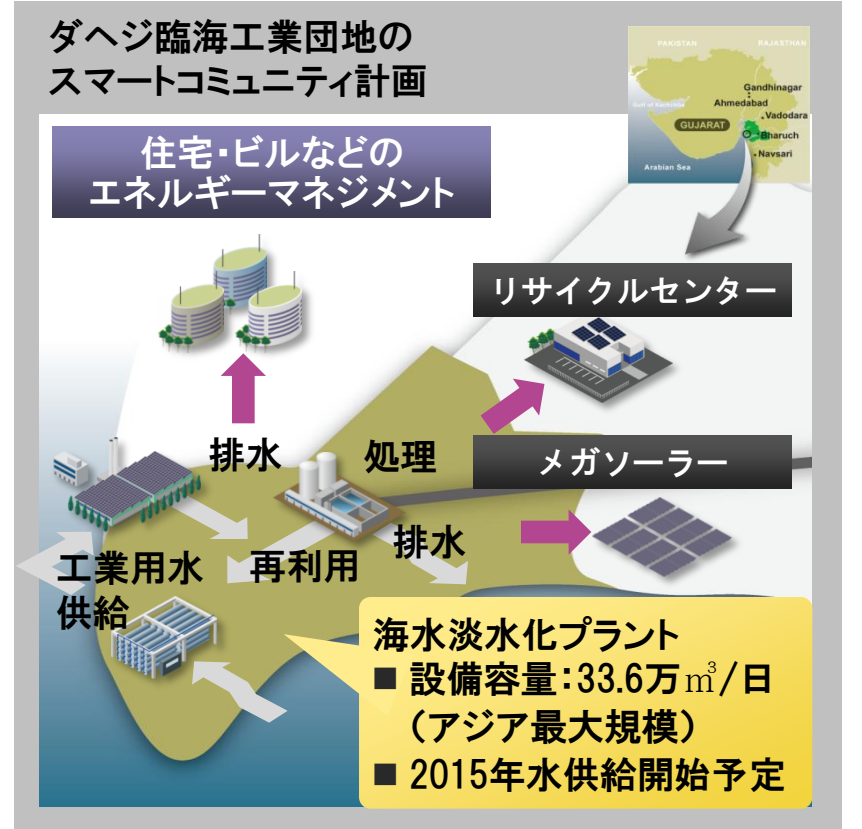 ダヘジ臨海工業団地の
スマートコミュニティ計画
PAKISTAN
RAJASTHAN
Gandhinagar
Gulf of Kachchh
Ahmedabad
Vadodara
GUJARAT
Bharuch
Navsari
Arabian Sea
住宅・ビルなどの
エネルギーマネジメント
リサイクルセンター
排水
処理
メガソーラー
工業用水
供給
再利用
排水
海水淡水化プラント
■ 設備容量:33.6万㎥/日
(アジア最大規模)
■ 2015年水供給開始予定